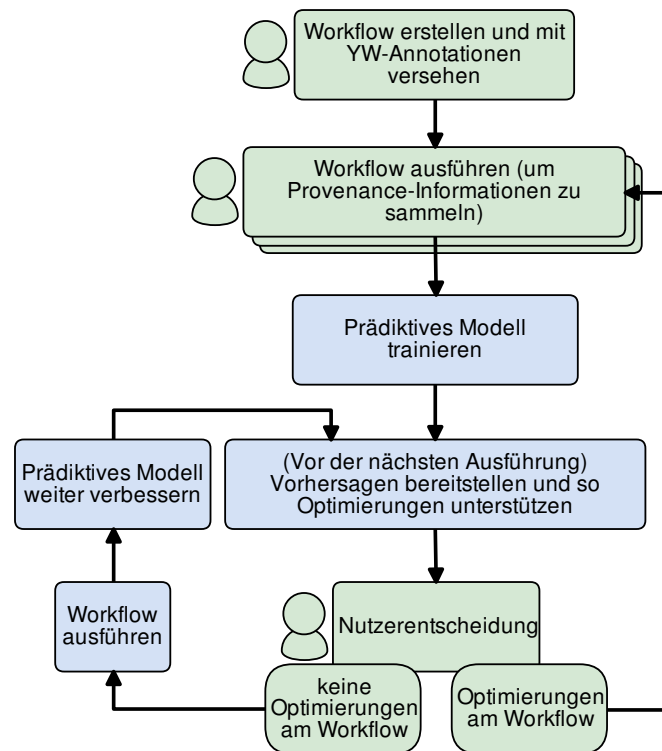 Workflow erstellen und mit
YW-Annotationen
versehen
Workflow ausführen (um
Provenance-Informationen zu
sammeln)
Prädiktives Modell
trainieren
(Vor der nächsten Ausführung)
Vorhersagen bereitstellen und so
Optimierungen unterstützen
Prädiktives Modell
weiter verbessern
Workflow
ausführen
Nutzerentscheidung
keine
Optimierungen
am Workflow
Optimierungen
am Workflow